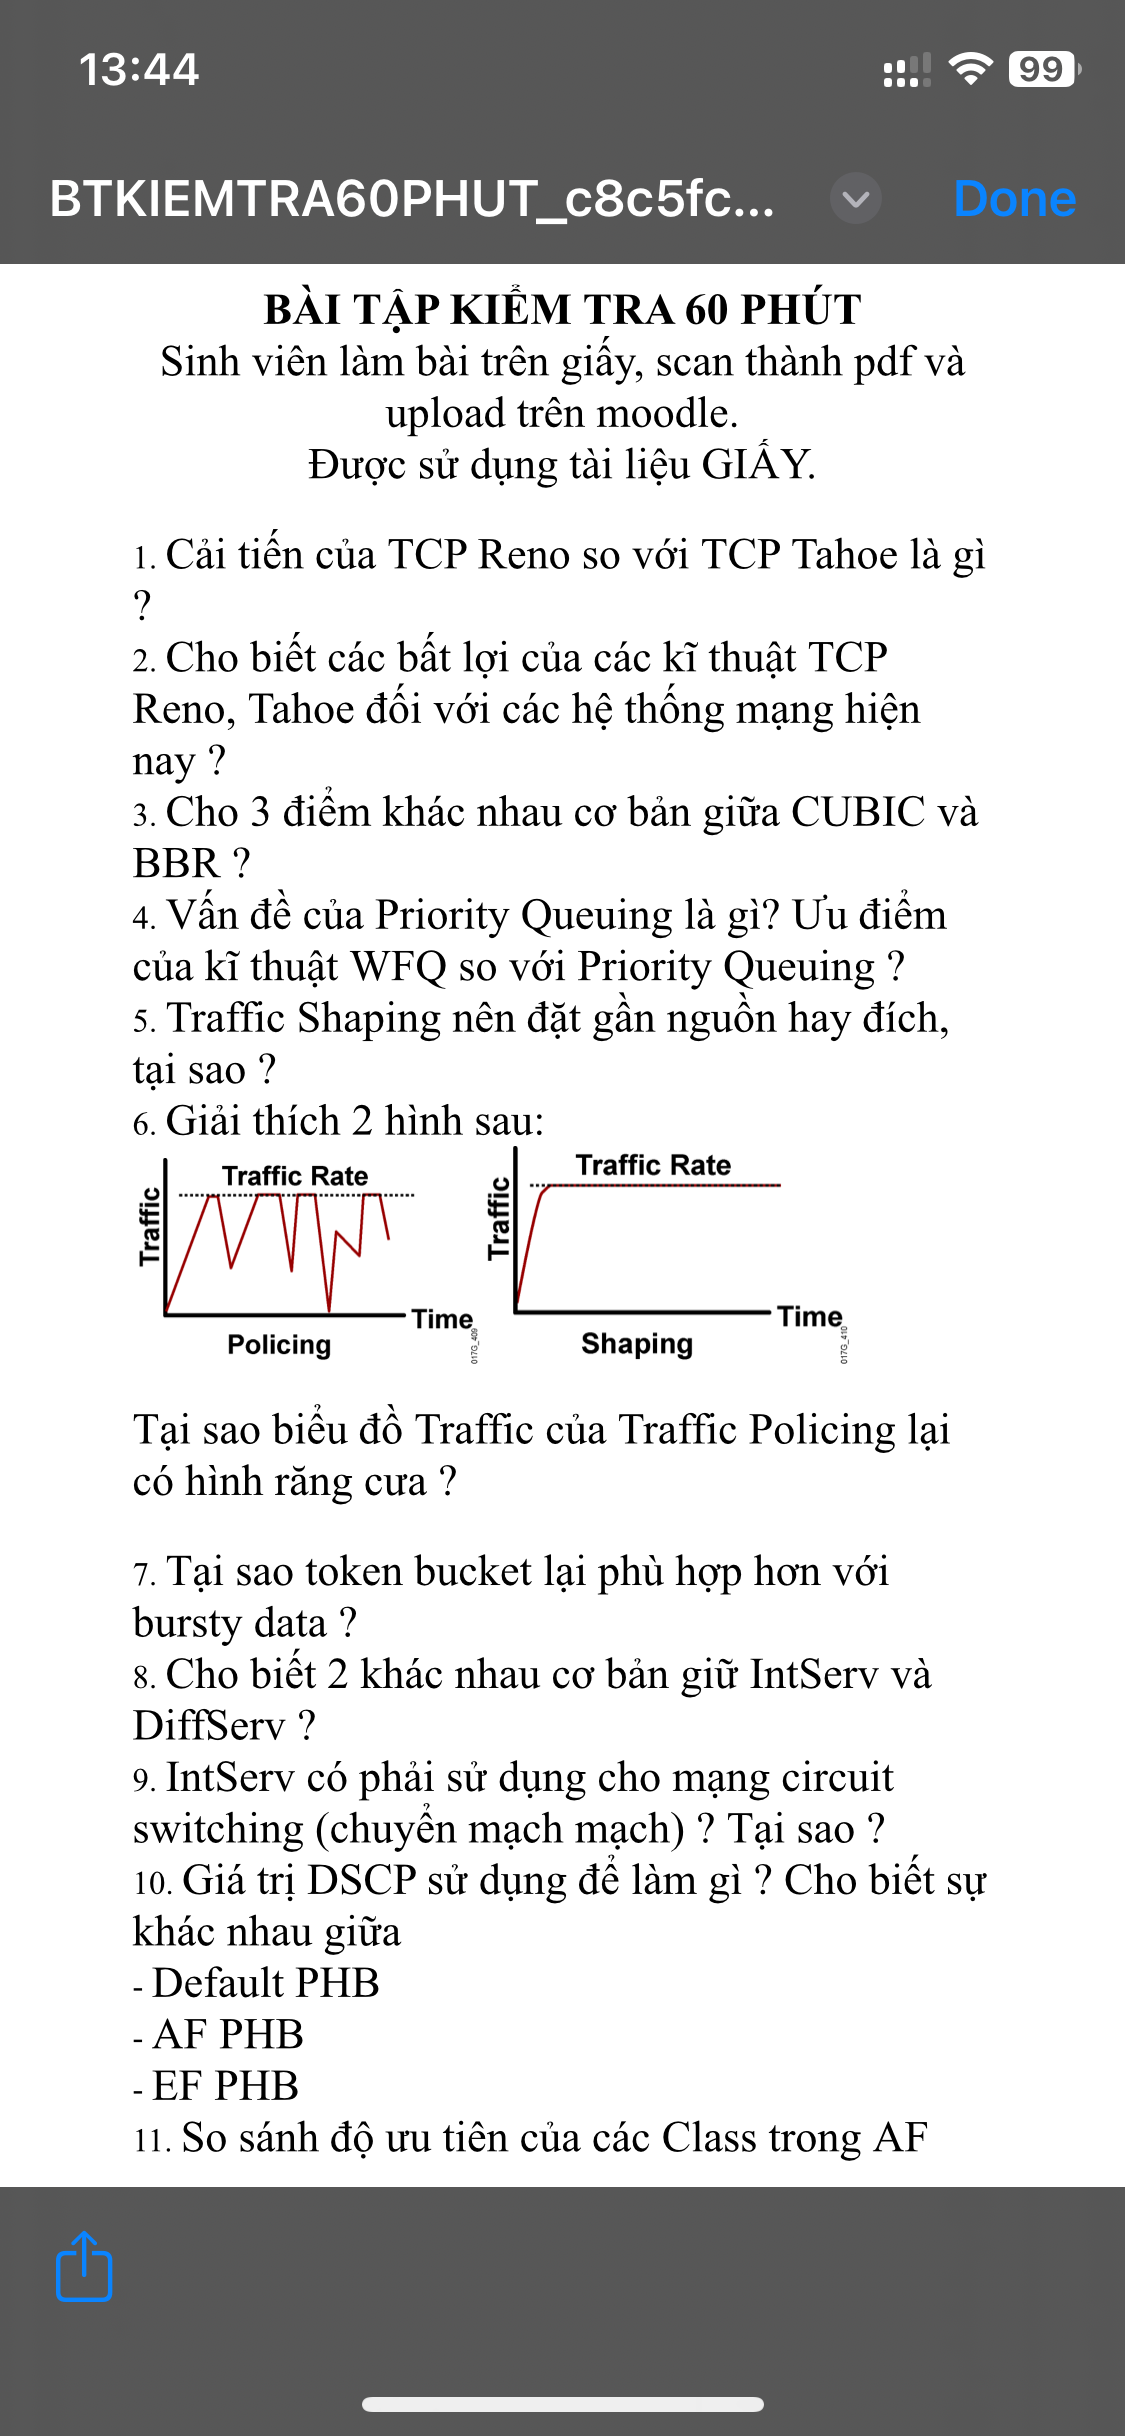 13:44
99
BTKIEMTRA60PHUT_c8c5fc...
Done
BÀI TẬP KIỂM TRA 60 PHÚT
Sinh viên làm bài trên giấy, scan thành pdf và
upload trên moodle.
Được sử dụng tài liệu GIẤY.
1. Cải tiến của TCP Reno so với TCP Tahoe là gì
?
2. Cho biết các bất lợi của các kĩ thuật TCP
Reno, Tahoe đối với các hệ thống mạng hiện
nay ?
3. Cho 3 điểm khác nhau cơ bản giữa CUBIC và
BBR ?
4. Vấn đề của Priority Queuing là gì? Ưu điểm
của kĩ thuật WFQ so với Priority Queuing ?
5. Traffic Shaping nên đặt gần nguồn hay đích,
tại sao ?
6. Giải thích 2 hình sau:
Traffic Rate
Traffic
Time
Policing
017G_409
Traffic Rate
Traffic
Time
Shaping
017G_410
Tại sao biểu đồ Traffic của Traffic Policing lại
có hình răng cưa ?
7. Tại sao token bucket lại phù hợp hơn với
bursty data ?
8. Cho biết 2 khác nhau cơ bản giữ IntServ và
DiffServ ?
9. IntServ có phải sử dụng cho mạng circuit
switching (chuyển mạch mạch) ? Tại sao ?
10. Giá trị DSCP sử dụng để làm gì ? Cho biết sự
khác nhau giữa
- Default PHB
- AF PHB
- EF PHB
11. So sánh độ ưu tiên của các Class trong AF